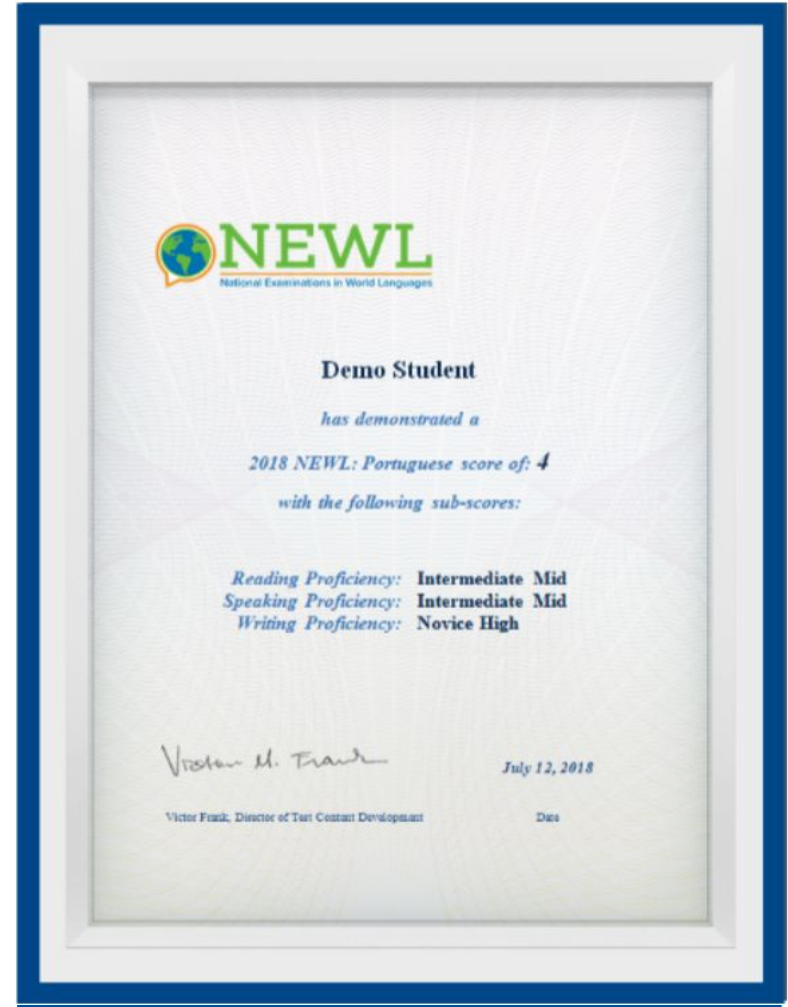 NEWL
National Examinations in World Languages
Demo Student
has demonstrated a
2018 NEWL: Portuguese score of: 4
with the following sub-scores:
Reading Proficiency: Intermediate Mid
Speaking Proficiency: Intermediate Mid
Writing Proficiency: Novice High
M. Frank
July 12, 2018
Victor Frank, Director of Test Content Development
Date